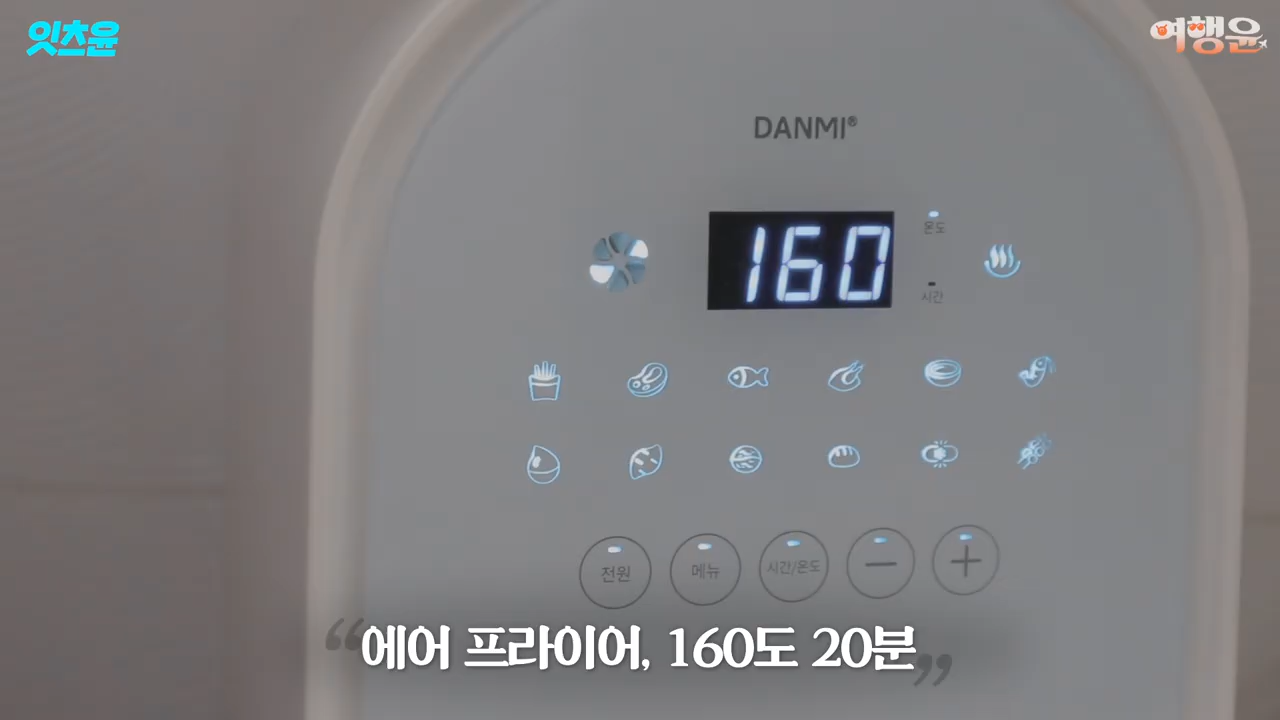 잇츠윤
여행윤
DANMI®
160
온도
시간
전원
메뉴
시간/온도
“에어 프라이어, 160도 20분”